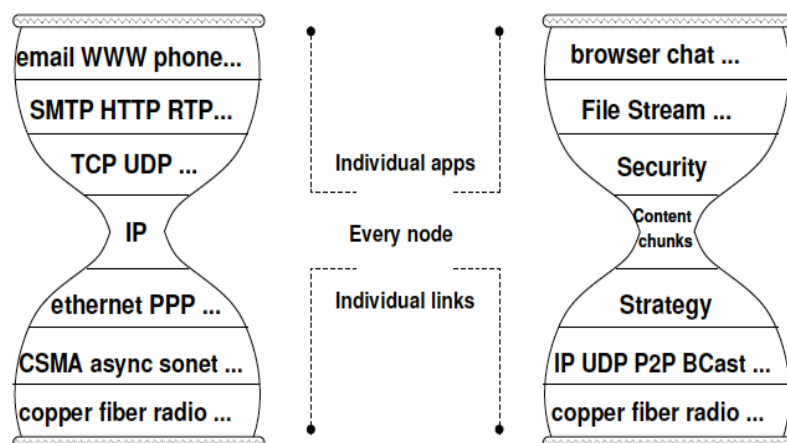 email WWW phone...
SMTP HTTP RTP...
TCP UDP ...
IP
ethernet PPP ...
CSMA async sonet ...
copper fiber radio ...
Individual apps
Every node
Individual links
browser chat ...
File Stream ...
Security
Content
chunks
Strategy
IP UDP P2P BCast ...
copper fiber radio ...